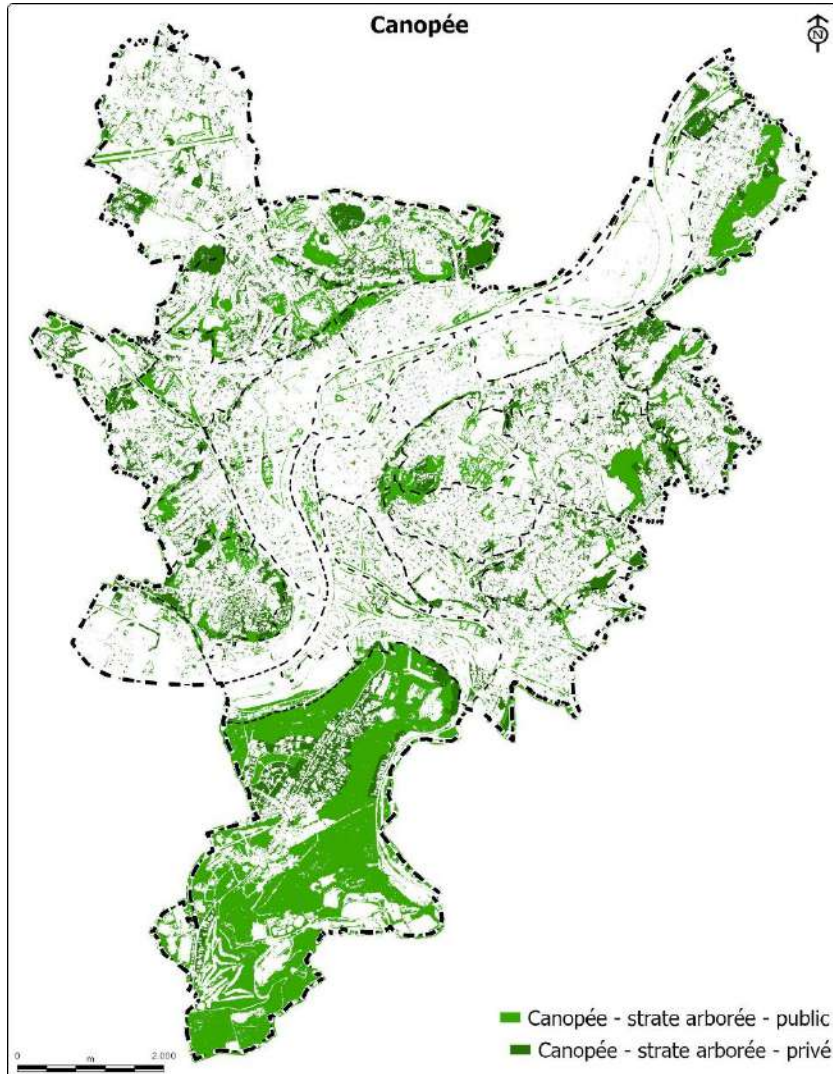 Canopée
N
Canopée - strate arborée - public
Canopée - strate arborée - privé
0 m 2.000